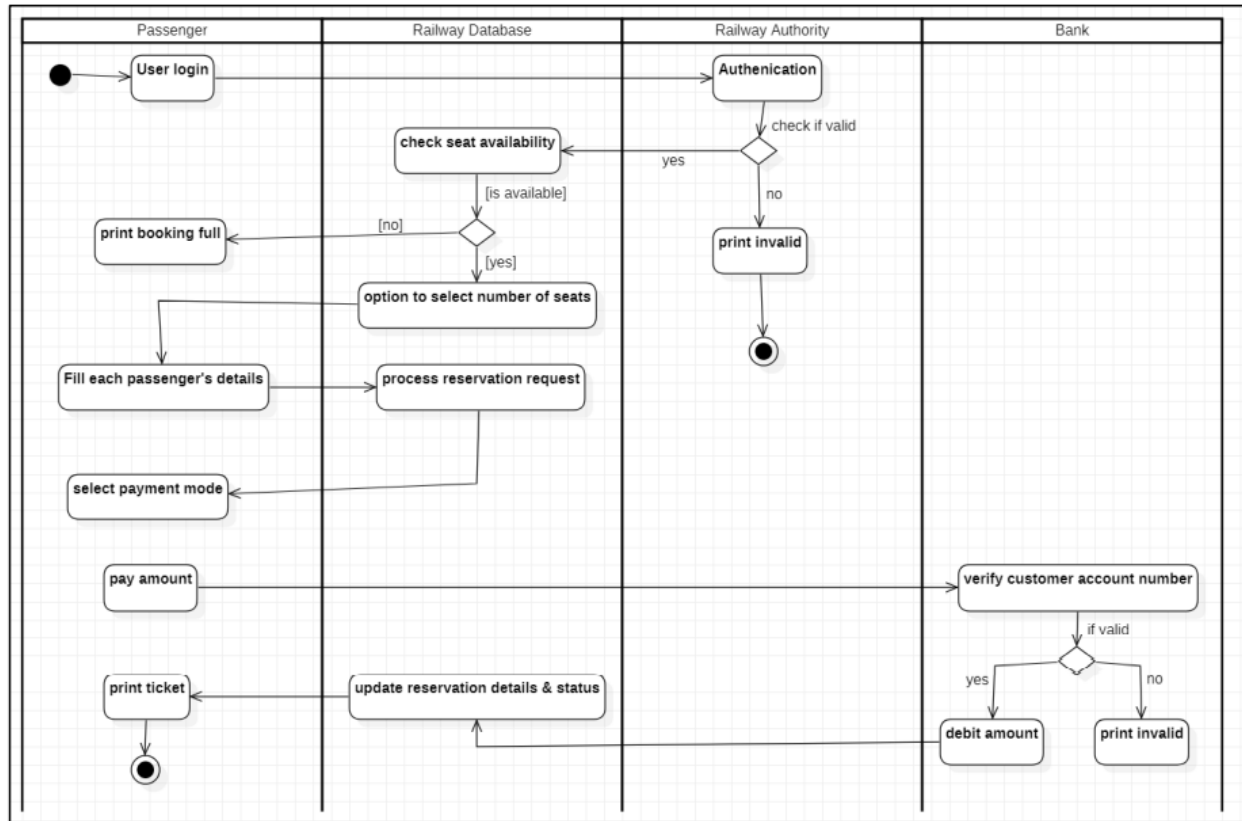 Passenger
Railway Database
Railway Authority
Bank
User login
Authenication
check if valid
check seat availability
yes
[is available]
no
print booking full
[no]
print invalid
[yes]
option to select number of seats
Fill each passenger's details
process reservation request
select payment mode
pay amount
verify customer account number
if valid
yes
no
print ticket
update reservation details & status
debit amount
print invalid